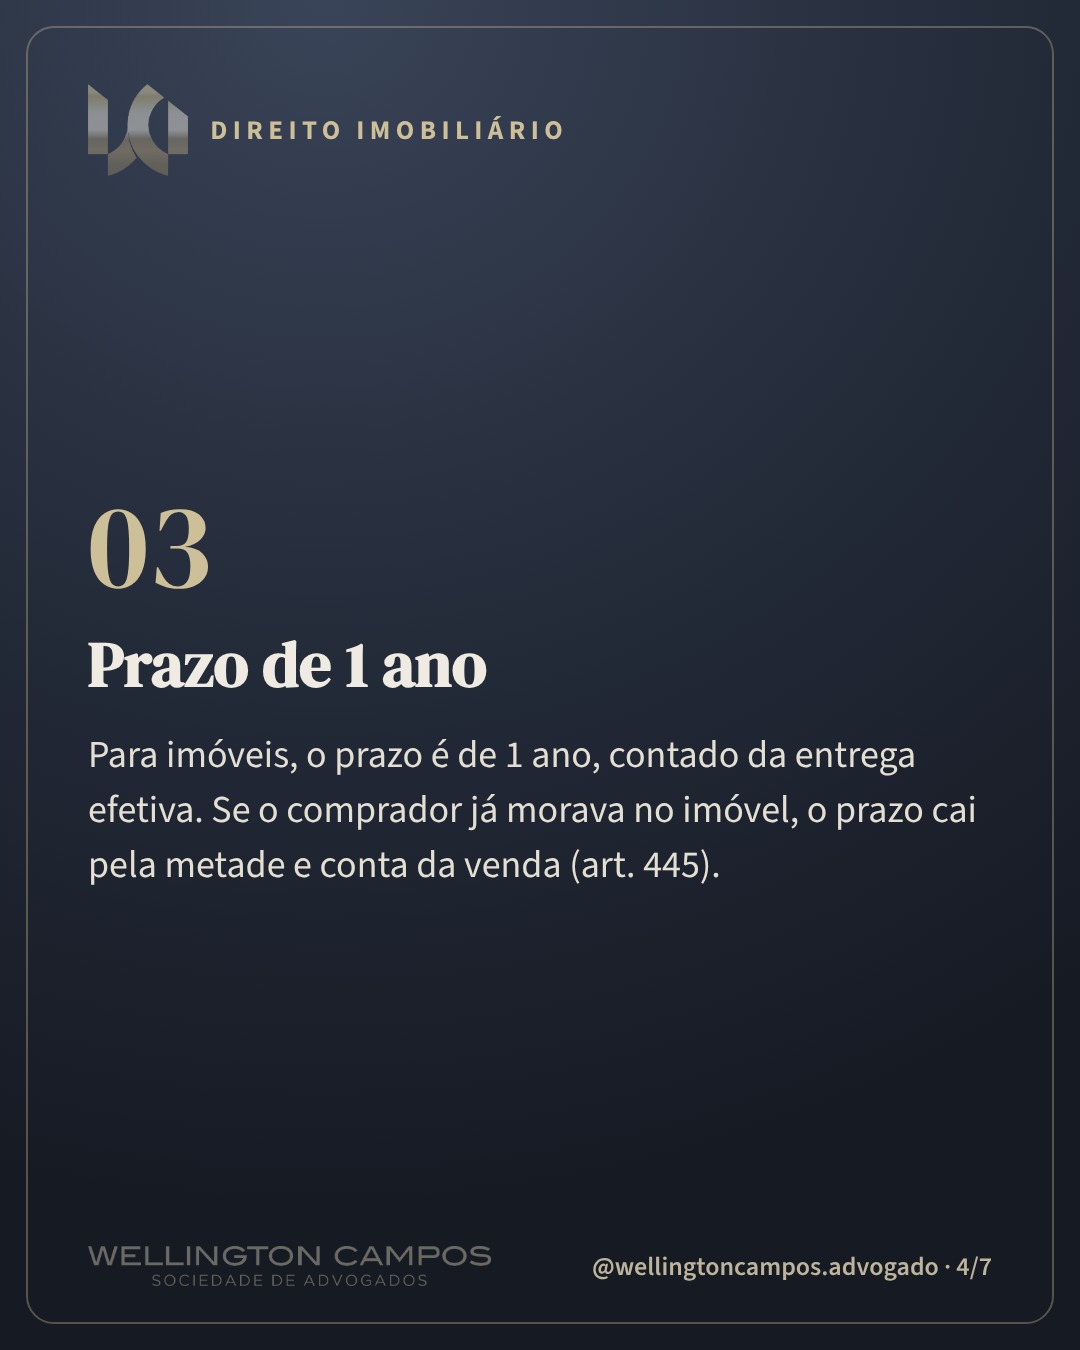 DIREITO IMOBILIÁRIO
03
Prazo de 1 ano
Para imóveis, o prazo é de 1 ano, contado da entrega
efetiva. Se o comprador já morava no imóvel, o prazo cai
pela metade e conta da venda (art. 445).
WELLINGTON CAMPOS
SOCIEDADE DE ADVOGADOS
@wellingtoncampos.advogado · 4/7